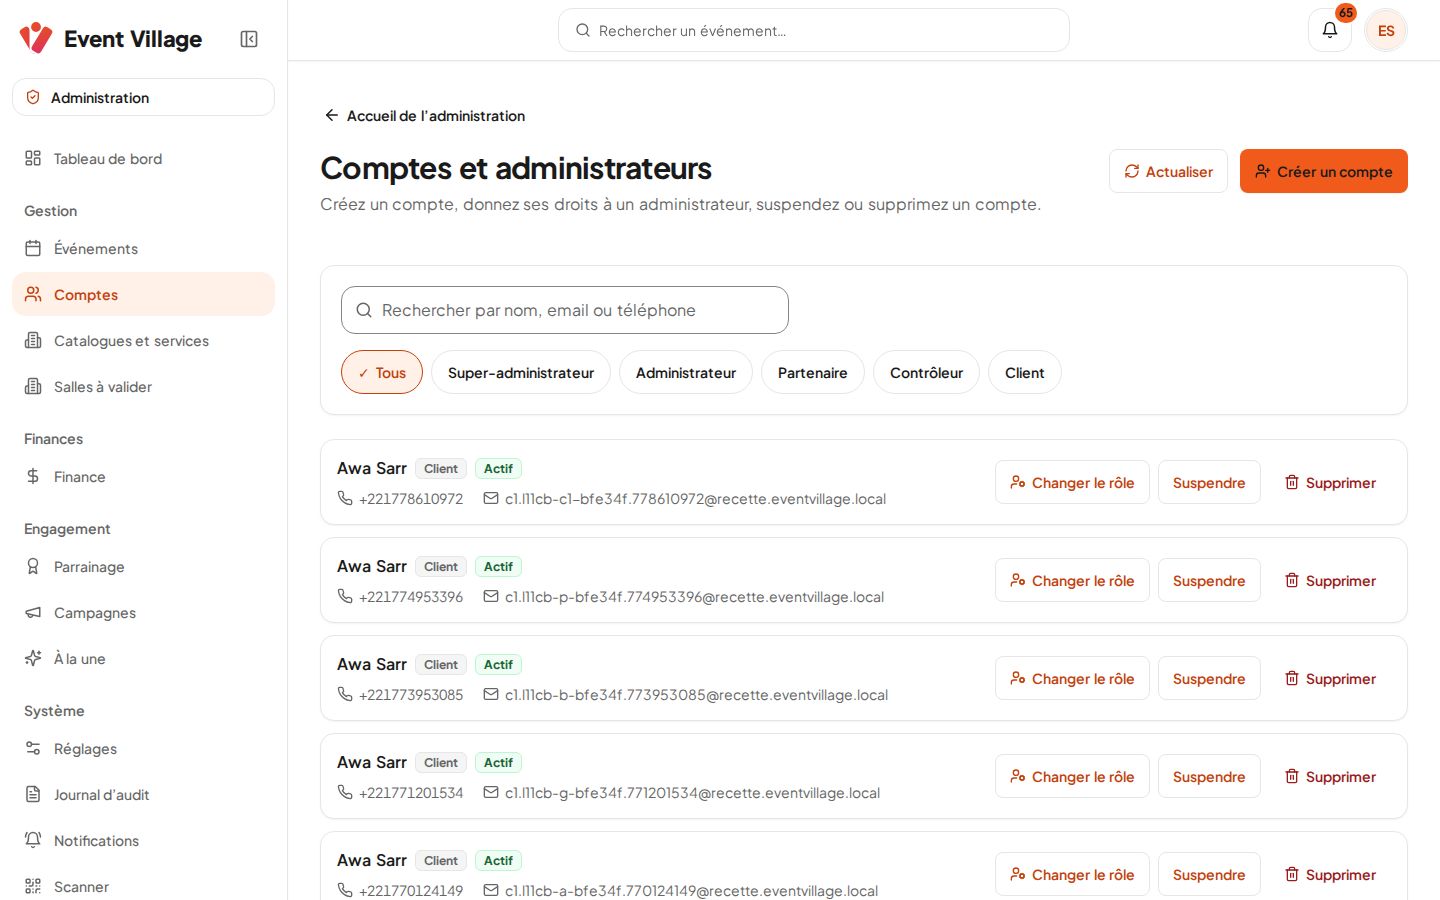 Event Village
Administration
Tableau de bord
Gestion
Événements
Comptes
Catalogues et services
Salles à valider
Finances
Finance
Engagement
Parrainage
Campagnes
À la une
Système
Réglages
Journal d’audit
Notifications
Scanner
Rechercher un événement…
65
ES
Accueil de l’administration
Comptes et administrateurs
Créez un compte, donnez ses droits à un administrateur, suspendez ou supprimez un compte.
Actualiser
Créer un compte
Rechercher par nom, email ou téléphone
✓ Tous
Super-administrateur
Administrateur
Partenaire
Contrôleur
Client
Awa Sarr Client Actif
+221778610972 c1.l11cb-c1-bfe34f.778610972@recette.eventvillage.local
Changer le rôle Suspendre Supprimer
Awa Sarr Client Actif
+221774953396 c1.l11cb-p-bfe34f.774953396@recette.eventvillage.local
Changer le rôle Suspendre Supprimer
Awa Sarr Client Actif
+221773953085 c1.l11cb-b-bfe34f.773953085@recette.eventvillage.local
Changer le rôle Suspendre Supprimer
Awa Sarr Client Actif
+221771201534 c1.l11cb-g-bfe34f.771201534@recette.eventvillage.local
Changer le rôle Suspendre Supprimer
Awa Sarr Client Actif
+221770124149 c1.l11cb-a-bfe34f.770124149@recette.eventvillage.local
Changer le rôle Suspendre Supprimer